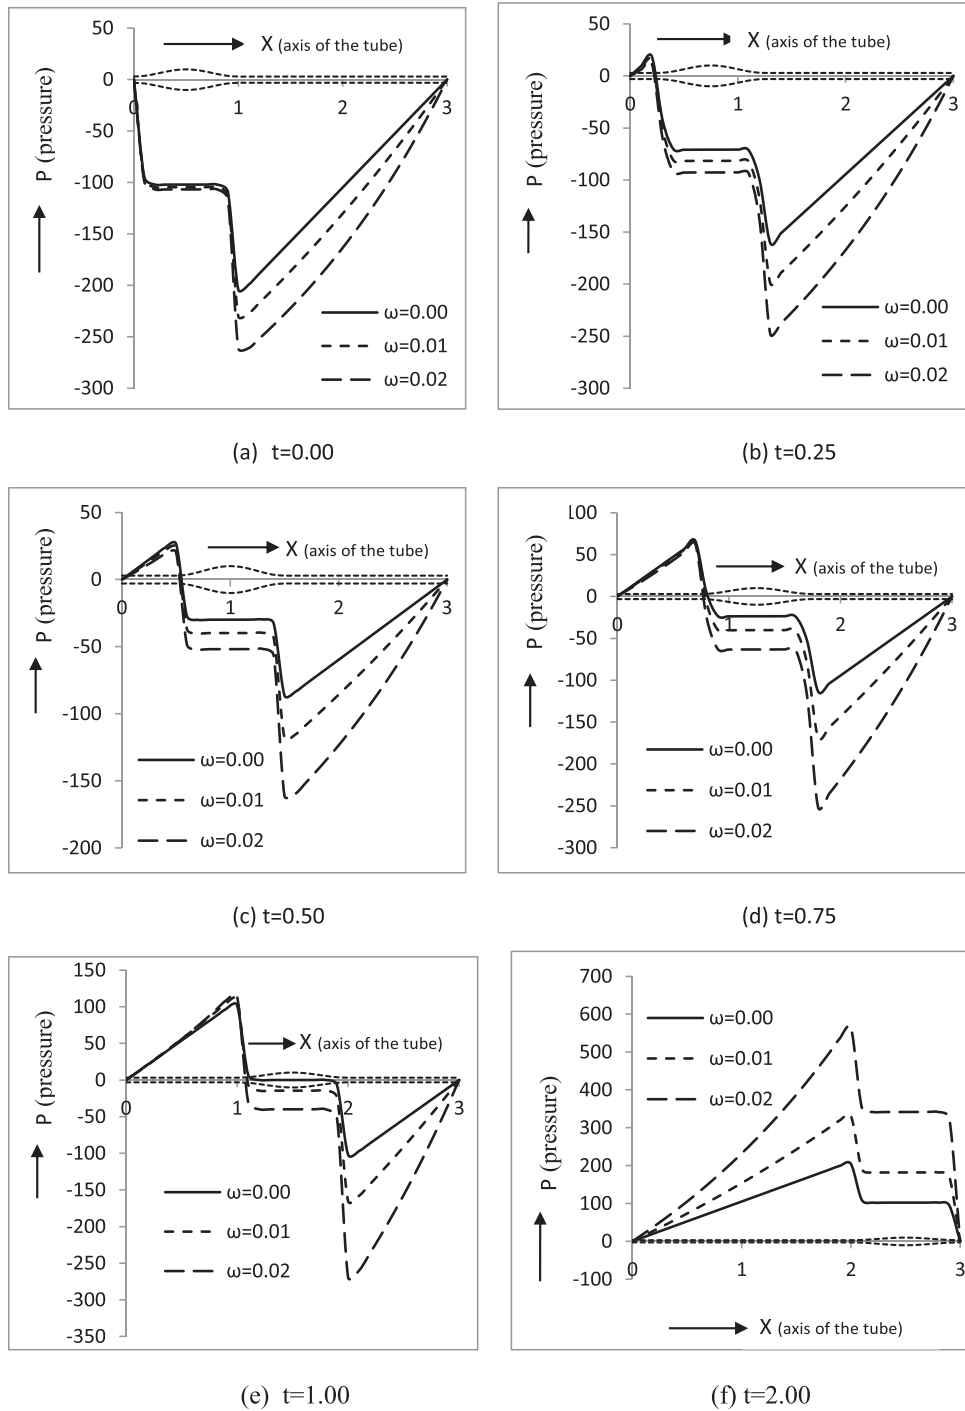 50
0
-50
-100
-150
-200
-250
-300
P (pressure)
X (axis of the tube)
0 1 2 3
ω=0.00
ω=0.01
ω=0.02
(a) t=0.00
50
0
-50
-100
-150
-200
-250
-300
P (pressure)
X (axis of the tube)
0 1 2 3
ω=0.00
ω=0.01
ω=0.02
(b) t=0.25
50
0
-50
-100
-150
-200
P (pressure)
X (axis of the tube)
0 1 2 3
ω=0.00
ω=0.01
ω=0.02
(c) t=0.50
100
50
0
-50
-100
-150
-200
-250
-300
P (pressure)
X (axis of the tube)
0 1 2 3
ω=0.00
ω=0.01
ω=0.02
(d) t=0.75
150
100
50
0
-50
-100
-150
-200
-250
-300
-350
P (pressure)
X (axis of the tube)
0 1 2 3
ω=0.00
ω=0.01
ω=0.02
(e) t=1.00
700
600
500
400
300
200
100
0
-100
P (pressure)
ω=0.00
ω=0.01
ω=0.02
0 1 2 3
X (axis of the tube)
(f) t=2.00